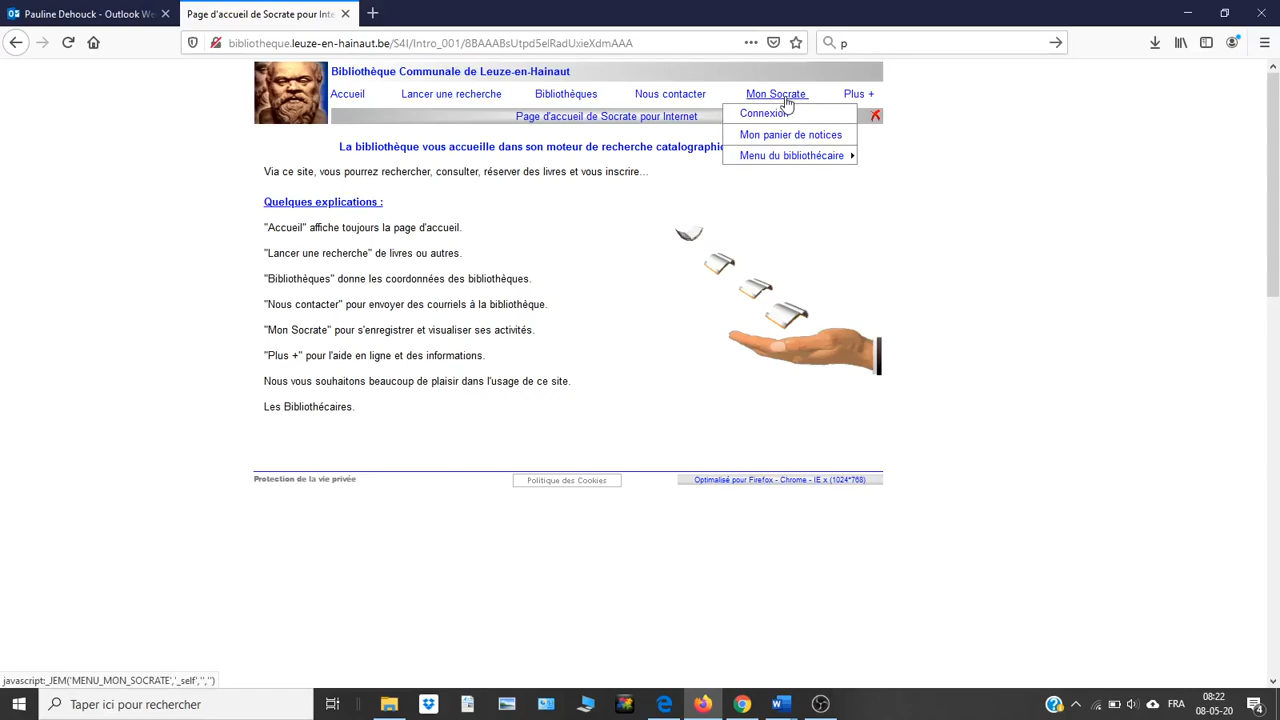 Pauline Dehouck - Outlook We
Page d'accueil de Socrate pour Inte
bibliotheque.leuze-en-hainaut.be/S4I/Intro_001/8BAAABsUtpd5elRadUxieXdmAAA
p
Bibliothèque Communale de Leuze-en-Hainaut
Accueil Lancer une recherche Bibliothèques Nous contacter Mon Socrate Plus +
Page d'accueil de Socrate pour Internet
Connexion
Mon panier de notices
Menu du bibliothécaire
La bibliothèque vous accueille dans son moteur de recherche catalographi
Via ce site, vous pourrez rechercher, consulter, réserver des livres et vous inscrire...
Quelques explications :
"Accueil" affiche toujours la page d'accueil.
"Lancer une recherche" de livres ou autres.
"Bibliothèques" donne les coordonnées des bibliothèques.
"Nous contacter" pour envoyer des courriels à la bibliothèque.
"Mon Socrate" pour s'enregistrer et visualiser ses activités.
"Plus +" pour l'aide en ligne et des informations.
Nous vous souhaitons beaucoup de plaisir dans l'usage de ce site.
Les Bibliothécaires.
Protection de la vie privée
Politique des Cookies
Optimalisé pour Firefox - Chrome - IE x (1024*768)
javascript:_JEM('MENU_MON_SOCRATE','_self','','')
Taper ici pour rechercher
FRA
08:22
08-05-20
4